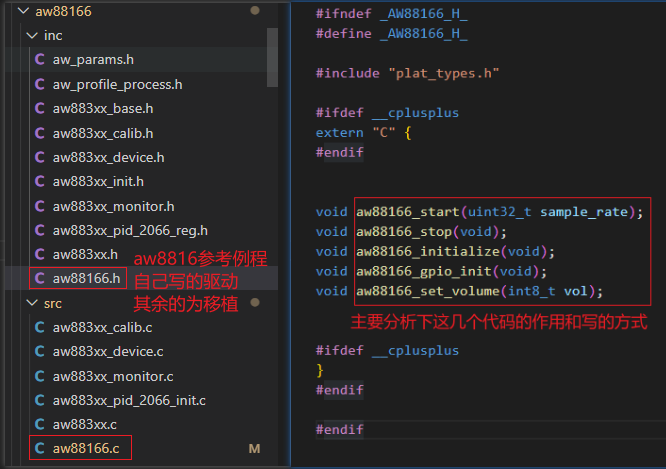 aw88166
inc
aw_params.h
aw_profile_process.h
aw883xx_base.h
aw883xx_calib.h
aw883xx_device.h
aw883xx_init.h
aw883xx_monitor.h
aw883xx_pid_2066_reg.h
aw883xx.h
aw88166.h
src
aw883xx_calib.c
aw883xx_device.c
aw883xx_monitor.c
aw883xx_pid_2066_init.c
aw883xx.c
aw88166.c M
aw8816参考例程
自己写的驱动
其余的为移植
#ifndef _AW88166_H_
#define _AW88166_H_
#include "plat_types.h"
#ifdef __cplusplus
extern "C" {
#endif
void aw88166_start(uint32_t sample_rate);
void aw88166_stop(void);
void aw88166_initialize(void);
void aw88166_gpio_init(void);
void aw88166_set_volume(int8_t vol);
主要分析下这几个代码的作用和写的方式
#ifdef __cplusplus
}
#endif
#endif